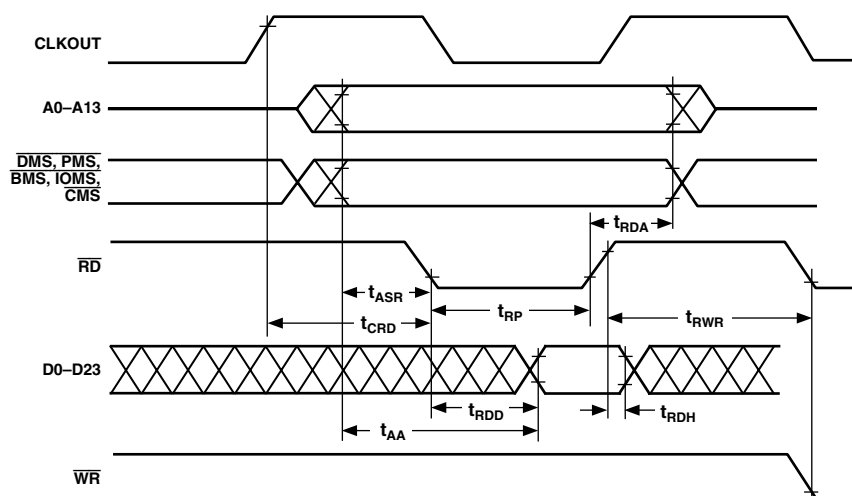 CLKOUT
A0–A13
DMS, PMS,
BMS, IOMS,
CMS
tRDA
RD
tASR
tRP
tCRD
tRWR
D0–D23
tRDD
tRDH
tAA
WR